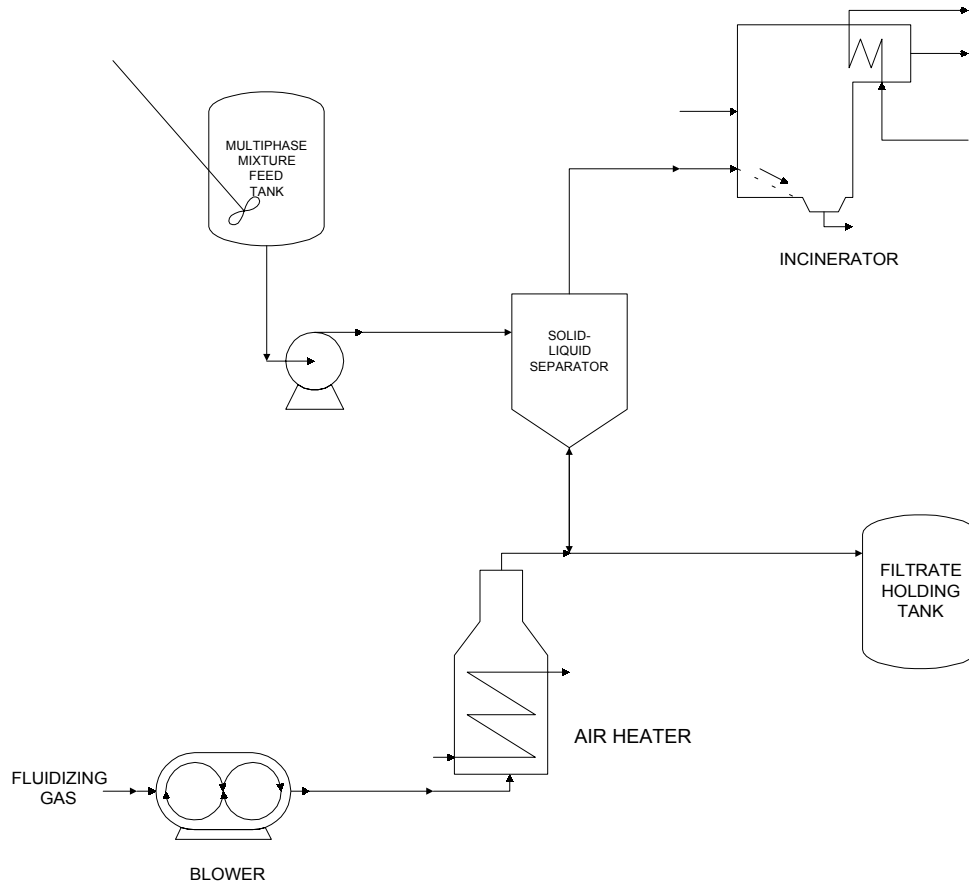 MULTIPHASE
MIXTURE
FEED
TANK
INCINERATOR
SOLID-
LIQUID
SEPARATOR
FILTRATE
HOLDING
TANK
AIR HEATER
FLUIDIZING
GAS
BLOWER